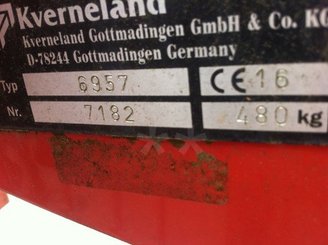 Kverneland
Kverneland Gottmadingen GmbH & Co. KG
D-78244 Gottmadingen Germany
Typ 6957 CE 16
Nr. 7182 480 kg